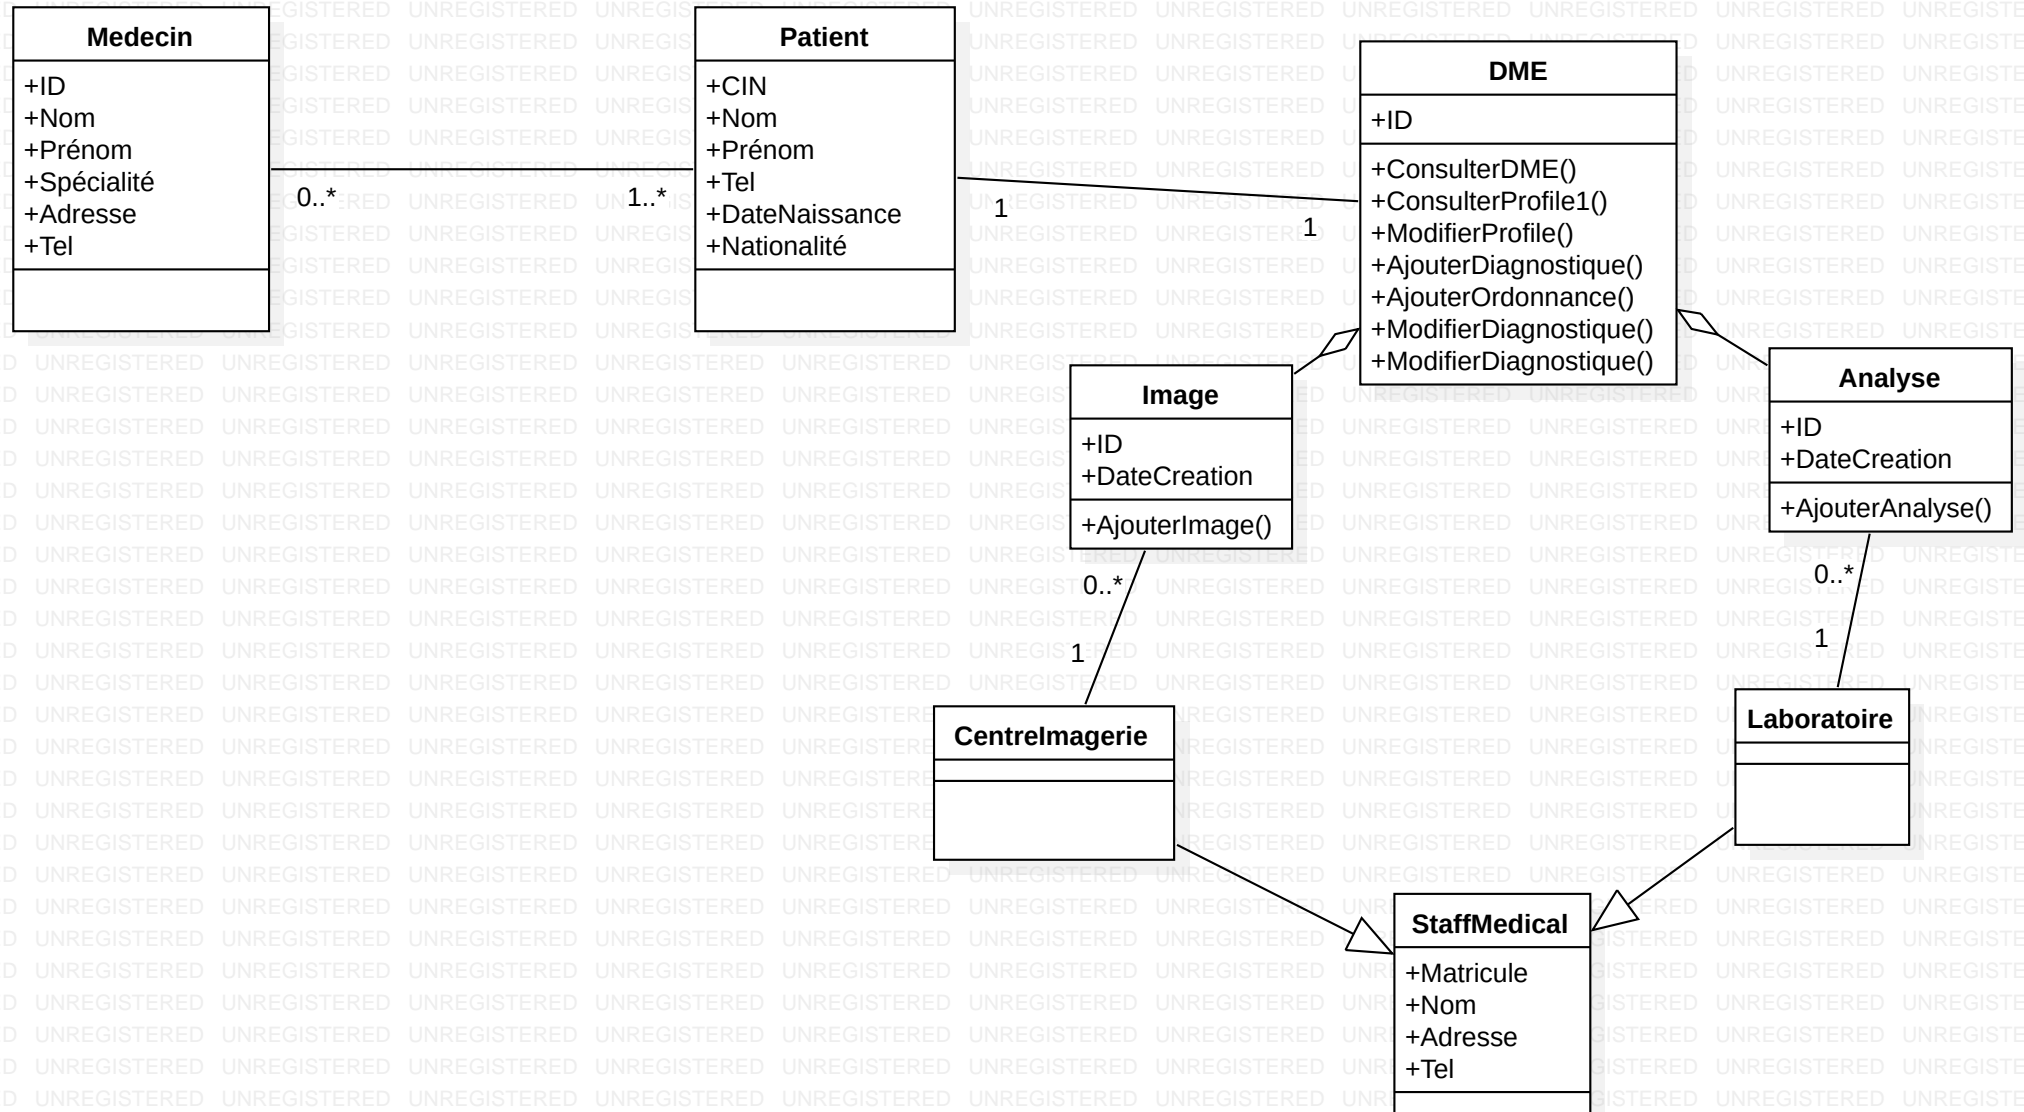 Medecin
+ID
+Nom
+Prénom
+Spécialité
+Adresse
+Tel
0..*
1..*
Patient
+CIN
+Nom
+Prénom
+Tel
+DateNaissance
+Nationalité
1
1
DME
+ID
+ConsulterDME()
+ConsulterProfile1()
+ModifierProfile()
+AjouterDiagnostique()
+AjouterOrdonnance()
+ModifierDiagnostique()
+ModifierDiagnostique()
Image
+ID
+DateCreation
+AjouterImage()
0..*
1
Analyse
+ID
+DateCreation
+AjouterAnalyse()
0..*
1
CentreImagerie
Laboratoire
StaffMedical
+Matricule
+Nom
+Adresse
+Tel
UNREGISTERED